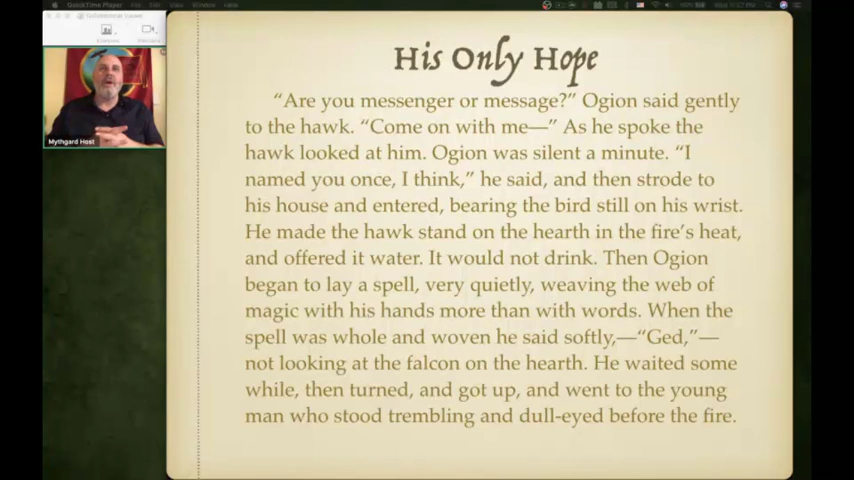 QuickTime Player
His Only Hope
“Are you messenger or message?” Ogion said gently
to the hawk. “Come on with me—” As he spoke the
hawk looked at him. Ogion was silent a minute. “I
named you once, I think,” he said, and then strode to
his house and entered, bearing the bird still on his wrist.
He made the hawk stand on the hearth in the fire’s heat,
and offered it water. It would not drink. Then Ogion
began to lay a spell, very quietly, weaving the web of
magic with his hands more than with words. When the
spell was whole and woven he said softly,—“Ged,”—
not looking at the falcon on the hearth. He waited some
while, then turned, and got up, and went to the young
man who stood trembling and dull-eyed before the fire.
Mythgard Host